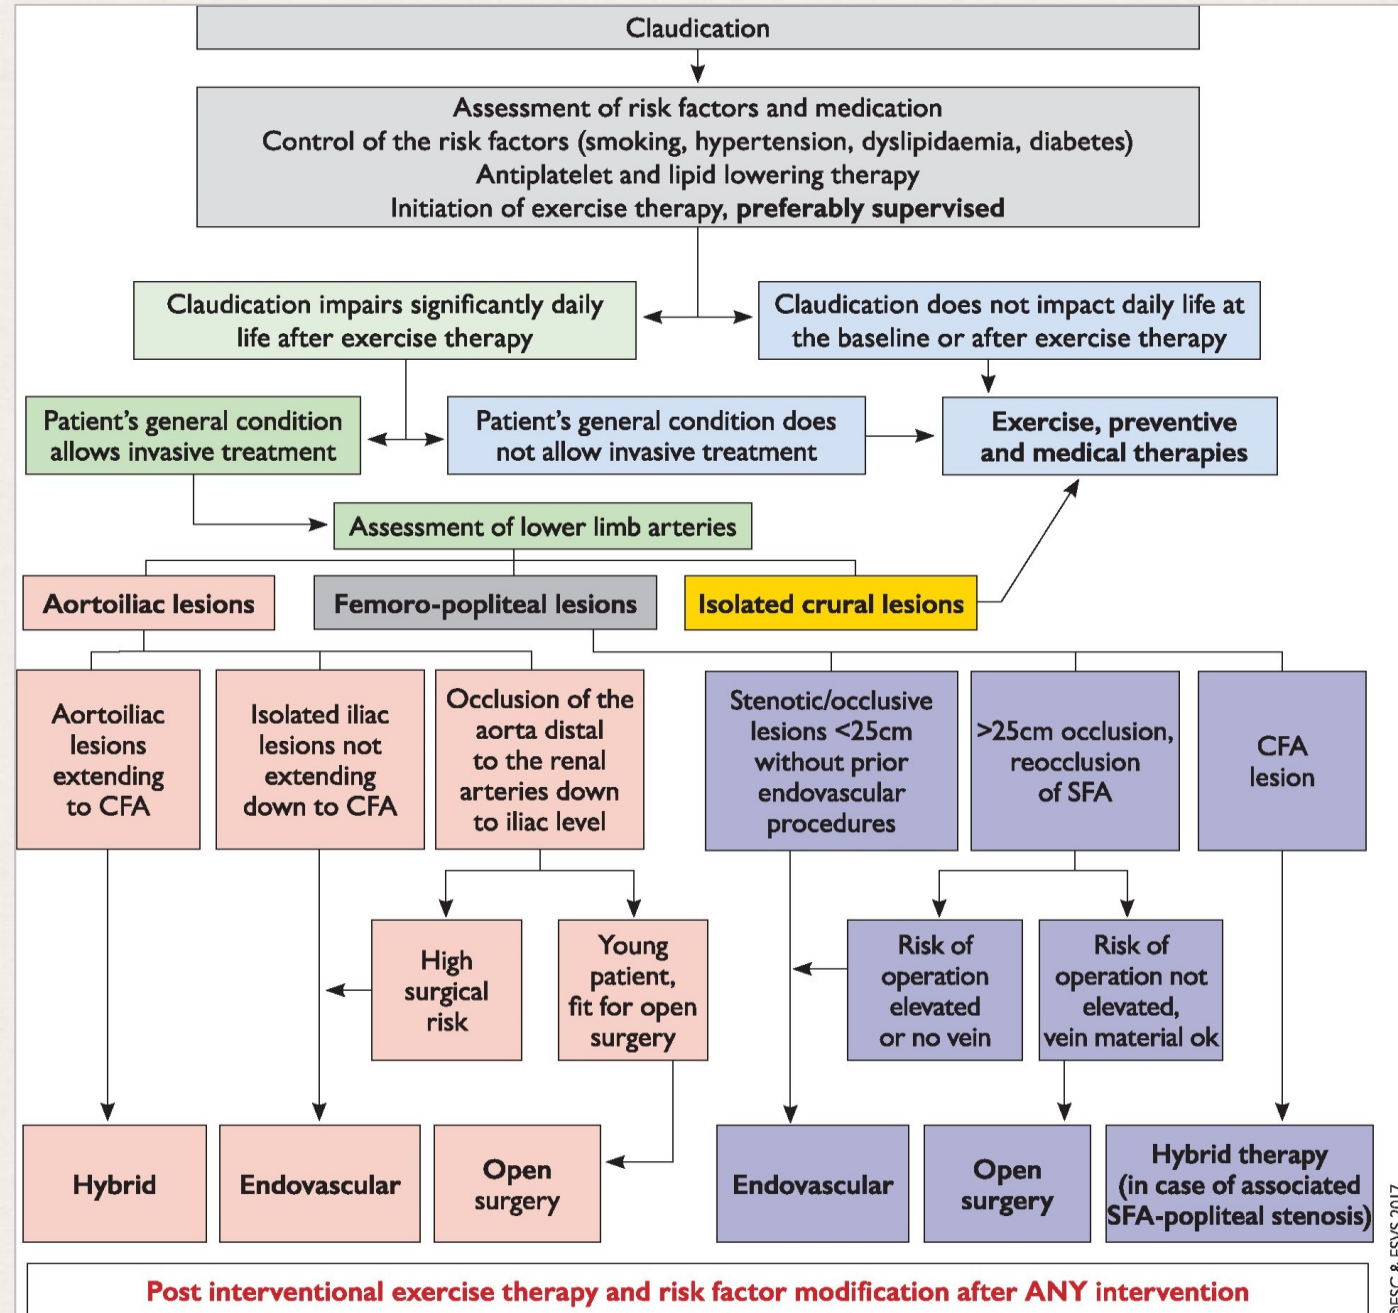 Claudication
Assessment of risk factors and medication
Control of the risk factors (smoking, hypertension, dyslipidaemia, diabetes)
Antiplatelet and lipid lowering therapy
Initiation of exercise therapy, preferably supervised
Claudication impairs significantly daily
life after exercise therapy
Claudication does not impact daily life at
the baseline or after exercise therapy
Patient's general condition
allows invasive treatment
Patient's general condition does
not allow invasive treatment
Exercise, preventive
and medical therapies
Assessment of lower limb arteries
Aortoiliac lesions
Femoro-popliteal lesions
Isolated crural lesions
Aortoiliac
lesions
extending
to CFA
Isolated iliac
lesions not
extending
down to CFA
Occlusion of the
aorta distal
to the renal
arteries down
to iliac level
Stenotic/occlusive
lesions <25cm
without prior
endovascular
procedures
>25cm occlusion,
reocclusion
of SFA
CFA
lesion
High
surgical
risk
Young
patient,
fit for open
surgery
Risk of
operation
elevated
or no vein
Risk of
operation not
elevated,
vein material ok
Hybrid
Endovascular
Open
surgery
Endovascular
Open
surgery
Hybrid therapy
(in case of associated
SFA-popliteal stenosis)
Post interventional exercise therapy and risk factor modification after ANY intervention
ESC & ESVS 2017